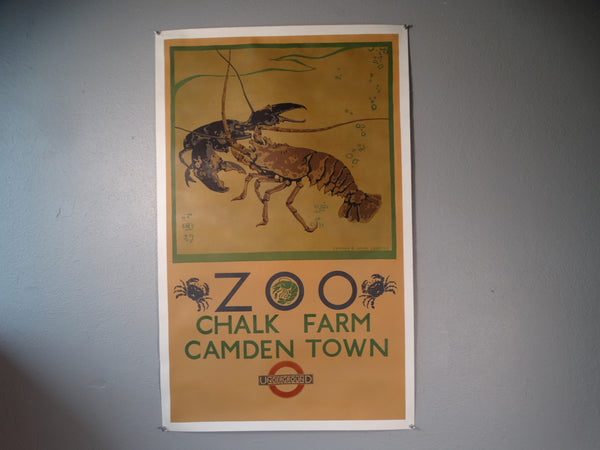 ZOO
CHALK FARM
CAMDEN TOWN
UNDERGROUND